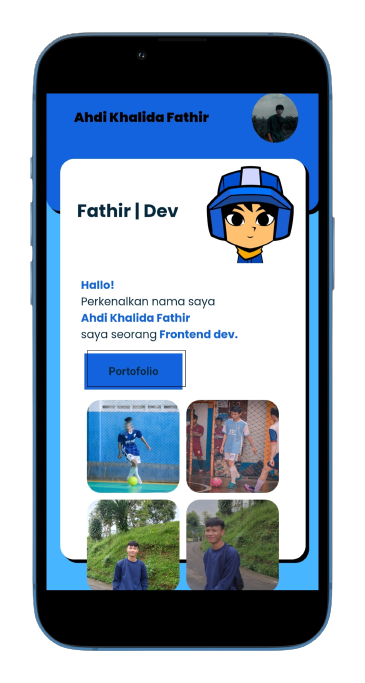 Ahdi Khalida Fathir
Fathir | Dev
Hallo!
Perkenalkan nama saya
Ahdi Khalida Fathir
saya seorang Frontend dev.
Portofolio